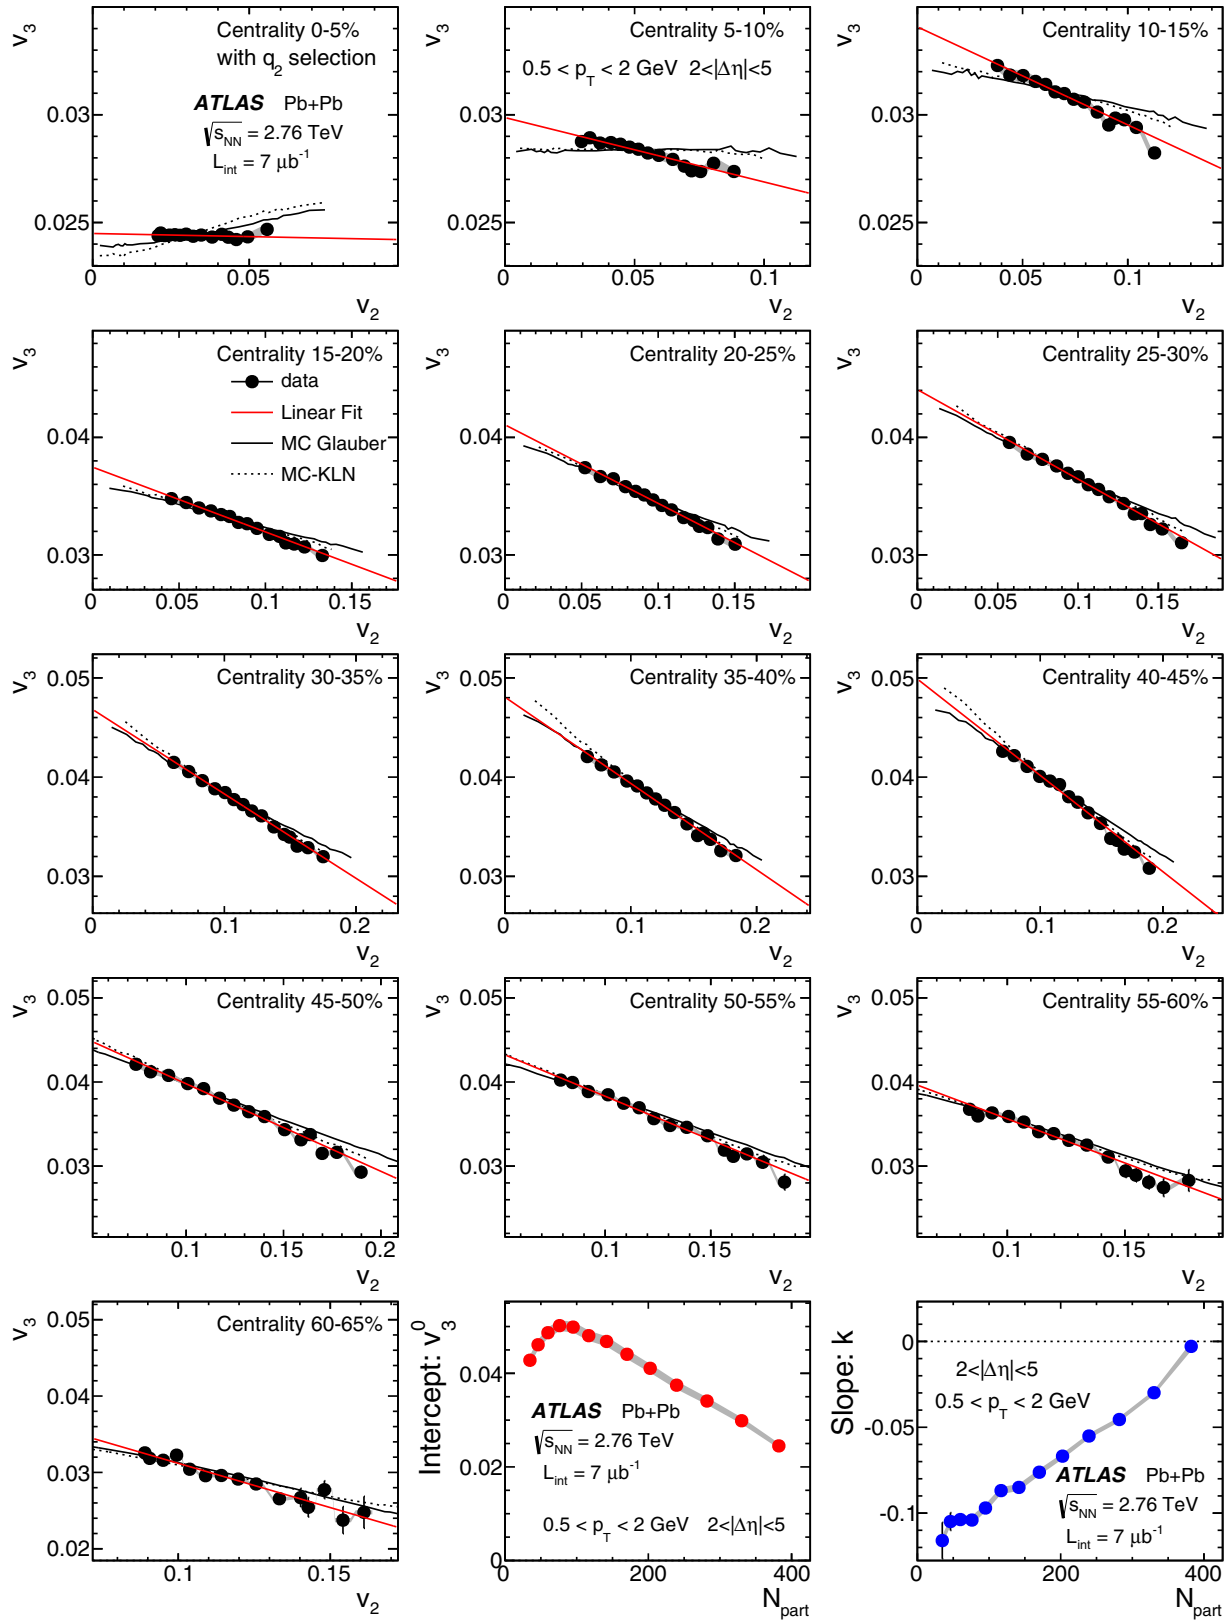 v3
Centrality 0-5%
with q2 selection
ATLAS Pb+Pb
√sNN = 2.76 TeV
Lint = 7 μb-1
0.03
0.025
0 0.05
v2
v3
Centrality 5-10%
0.5 < pT < 2 GeV 2<|Δη|<5
0.03
0.025
0 0.05 0.1
v2
v3
Centrality 10-15%
0.03
0.025
0 0.05 0.1
v2
v3
Centrality 15-20%
data
Linear Fit
MC Glauber
MC-KLN
0.04
0.03
0 0.05 0.1 0.15
v2
v3
Centrality 20-25%
0.04
0.03
0 0.05 0.1 0.15
v2
v3
Centrality 25-30%
0.04
0.03
0 0.05 0.1 0.15
v2
v3
Centrality 30-35%
0.05
0.04
0.03
0 0.1 0.2
v2
v3
Centrality 35-40%
0.05
0.04
0.03
0 0.1 0.2
v2
v3
Centrality 40-45%
0.05
0.04
0.03
0 0.1 0.2
v2
v3
Centrality 45-50%
0.05
0.04
0.03
0.1 0.15 0.2
v2
v3
Centrality 50-55%
0.05
0.04
0.03
0.1 0.15
v2
v3
Centrality 55-60%
0.05
0.04
0.03
0.1 0.15
v2
v3
Centrality 60-65%
0.05
0.04
0.03
0.02
0.1 0.15
v2
Intercept: v30
0.04
0.02
0
ATLAS Pb+Pb
√sNN = 2.76 TeV
Lint = 7 μb-1
0.5 < pT < 2 GeV 2<|Δη|<5
0 200 400
Npart
Slope: k
0
-0.05
-0.1
2<|Δη|<5
0.5 < pT < 2 GeV
ATLAS Pb+Pb
√sNN = 2.76 TeV
Lint = 7 μb-1
0 200 400
Npart